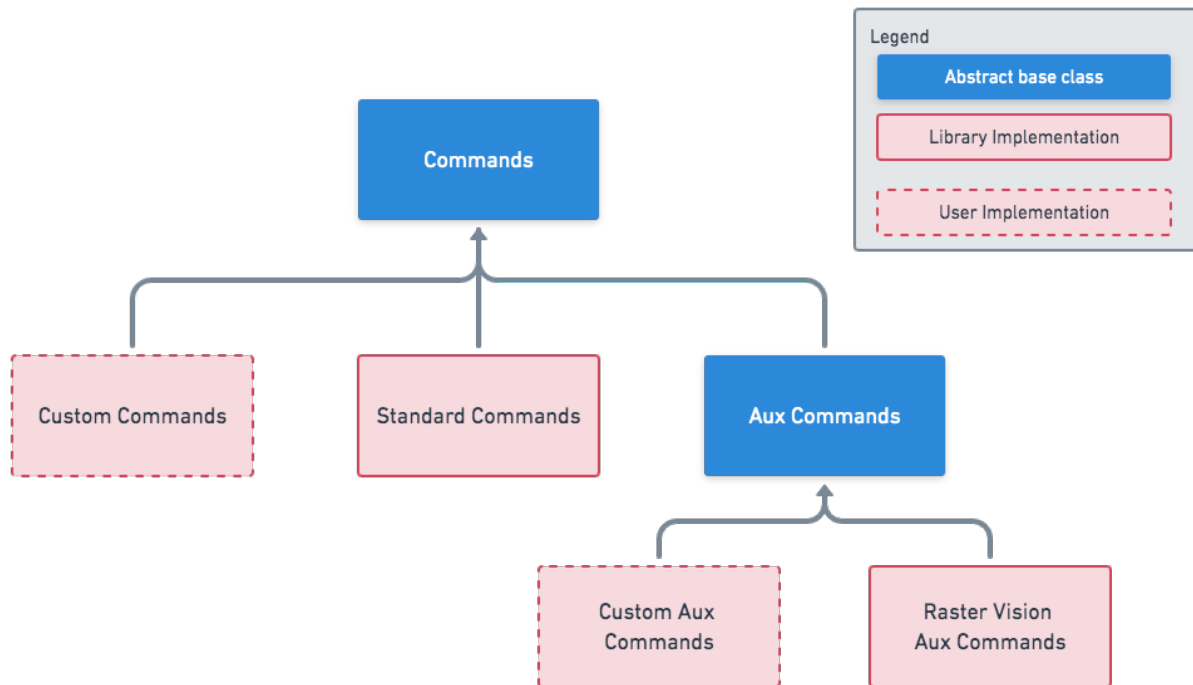 Legend
Abstract base class
Library Implementation
User Implementation
Commands
Custom Commands
Standard Commands
Aux Commands
Custom Aux
Commands
Raster Vision
Aux Commands